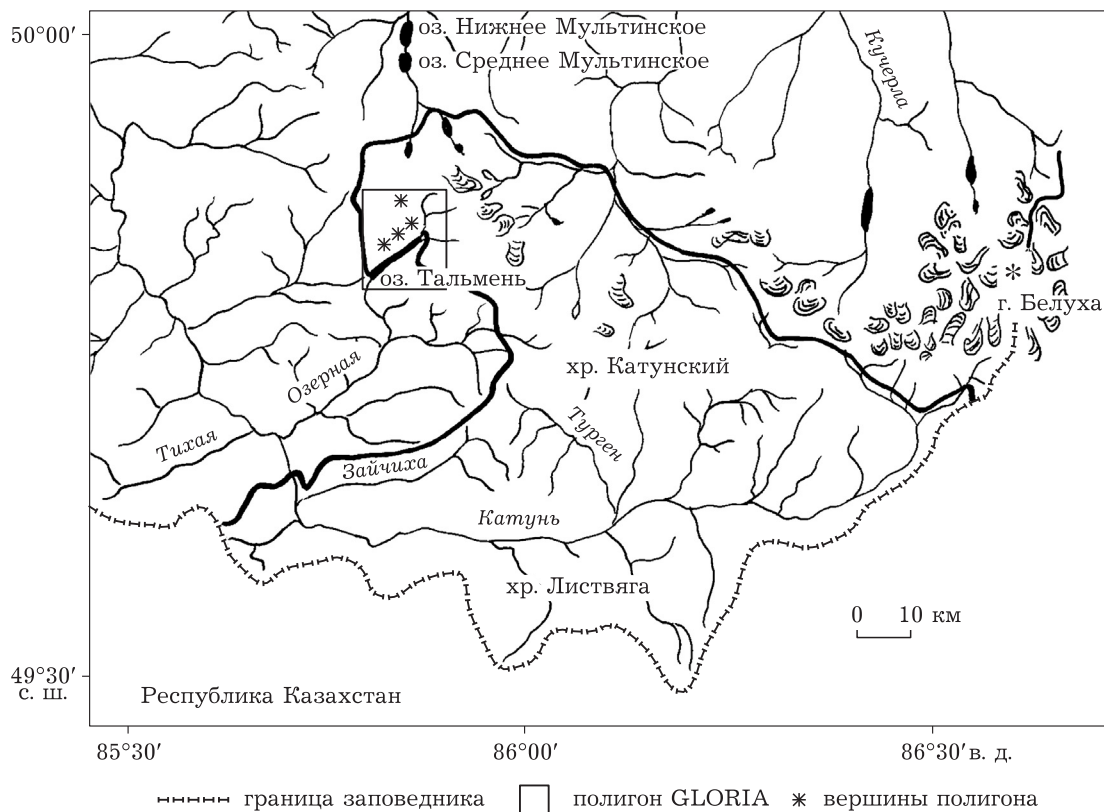 50°00′
оз. Нижнее Мультинское
оз. Среднее Мультинское
Кучерла
оз. Тальмень
г. Белуха
хр. Катунский
Озерная
Тихая
Зайчиха
Турген
Катунь
хр. Листвяга
0 10 км
49°30′
с. ш.
Республика Казахстан
85°30′ 86°00′ 86°30′ в. д.
граница заповедника полигон GLORIA вершины полигона